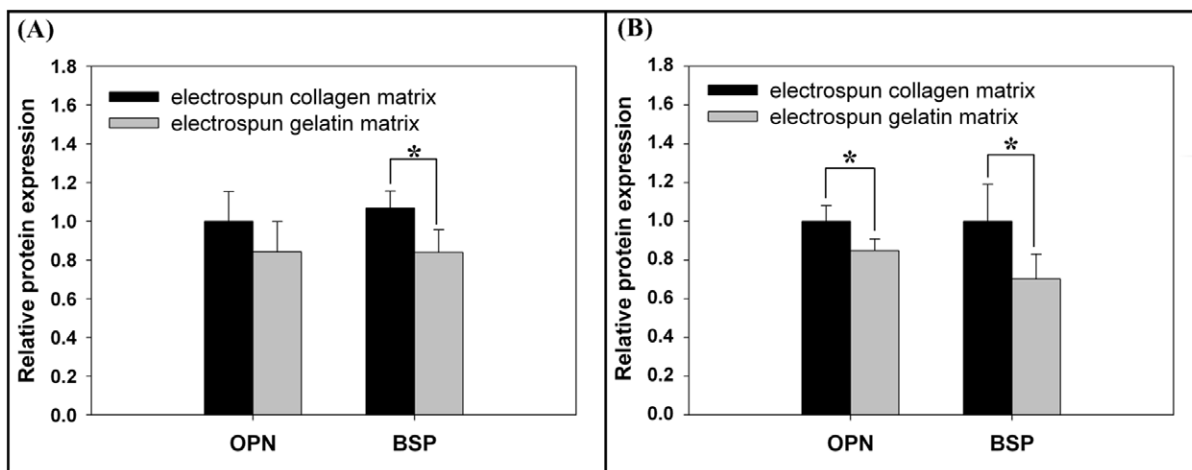 (A)
Relative protein expression
1.8
1.6
1.4
1.2
1.0
0.8
0.6
0.4
0.2
0.0
electrospun collagen matrix
electrospun gelatin matrix
*
OPN BSP
(B)
Relative protein expression
1.8
1.6
1.4
1.2
1.0
0.8
0.6
0.4
0.2
0.0
electrospun collagen matrix
electrospun gelatin matrix
* *
OPN BSP